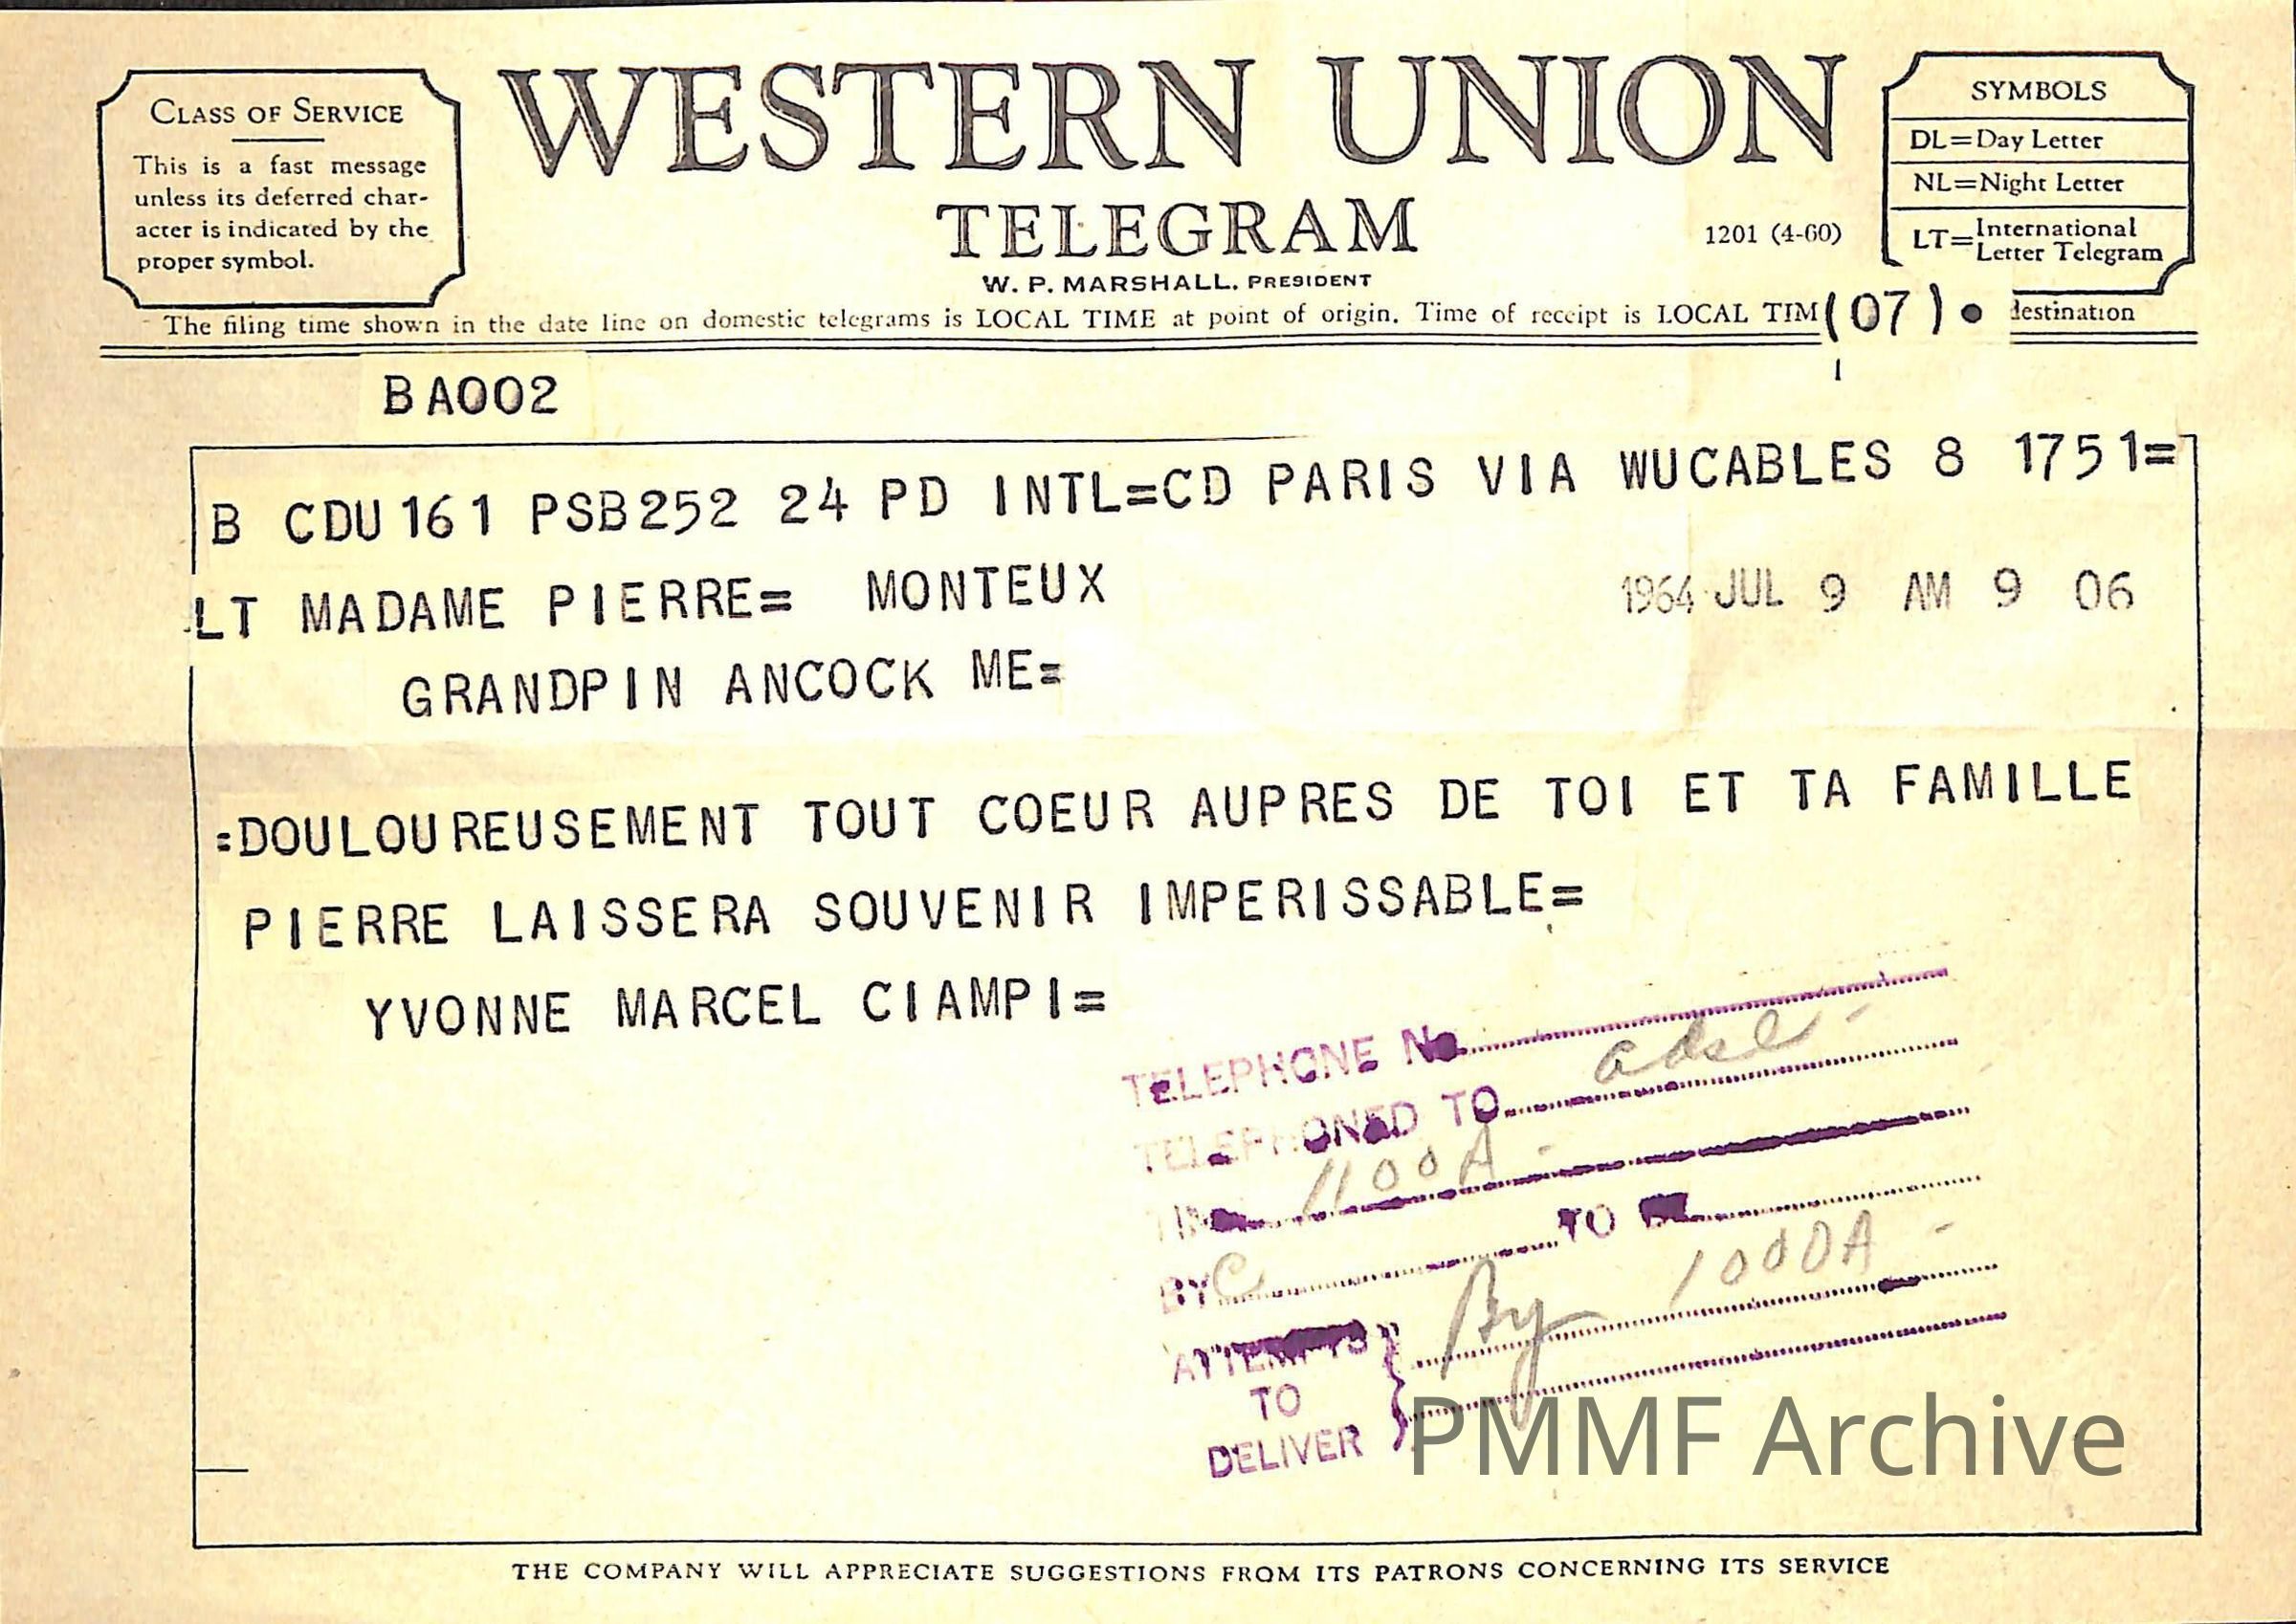 CLASS OF SERVICE
This is a fast message
unless its deferred char-
acter is indicated by the
proper symbol.
WESTERN UNION
TELEGRAM
W. P. MARSHALL, PRESIDENT
1201 (4-60)
SYMBOLS
DL=Day Letter
NL=Night Letter
LT=International Letter Telegram
The filing time shown in the date line on domestic telegrams is LOCAL TIME at point of origin. Time of receipt is LOCAL TIM(07)• destination
BA002
B CDU161 PSB252 24 PD INTL=CD PARIS VIA WUCABLES 8 1751=
LT MADAME PIERRE= MONTEUX
1964 JUL 9 AM 9 06
GRANDPIN ANCOCK ME=
=DOULOUREUSEMENT TOUT COEUR AUPRES DE TOI ET TA FAMILLE
PIERRE LAISSERA SOUVENIR IMPERISSABLE=
YVONNE MARCEL CIAMPI=
TELEPHONE No
TELEPHONED TO
1100A -
BY C TO
ATTEMPTS TO DELIVER
By 1000A -
PMMF Archive
THE COMPANY WILL APPRECIATE SUGGESTIONS FROM ITS PATRONS CONCERNING ITS SERVICE